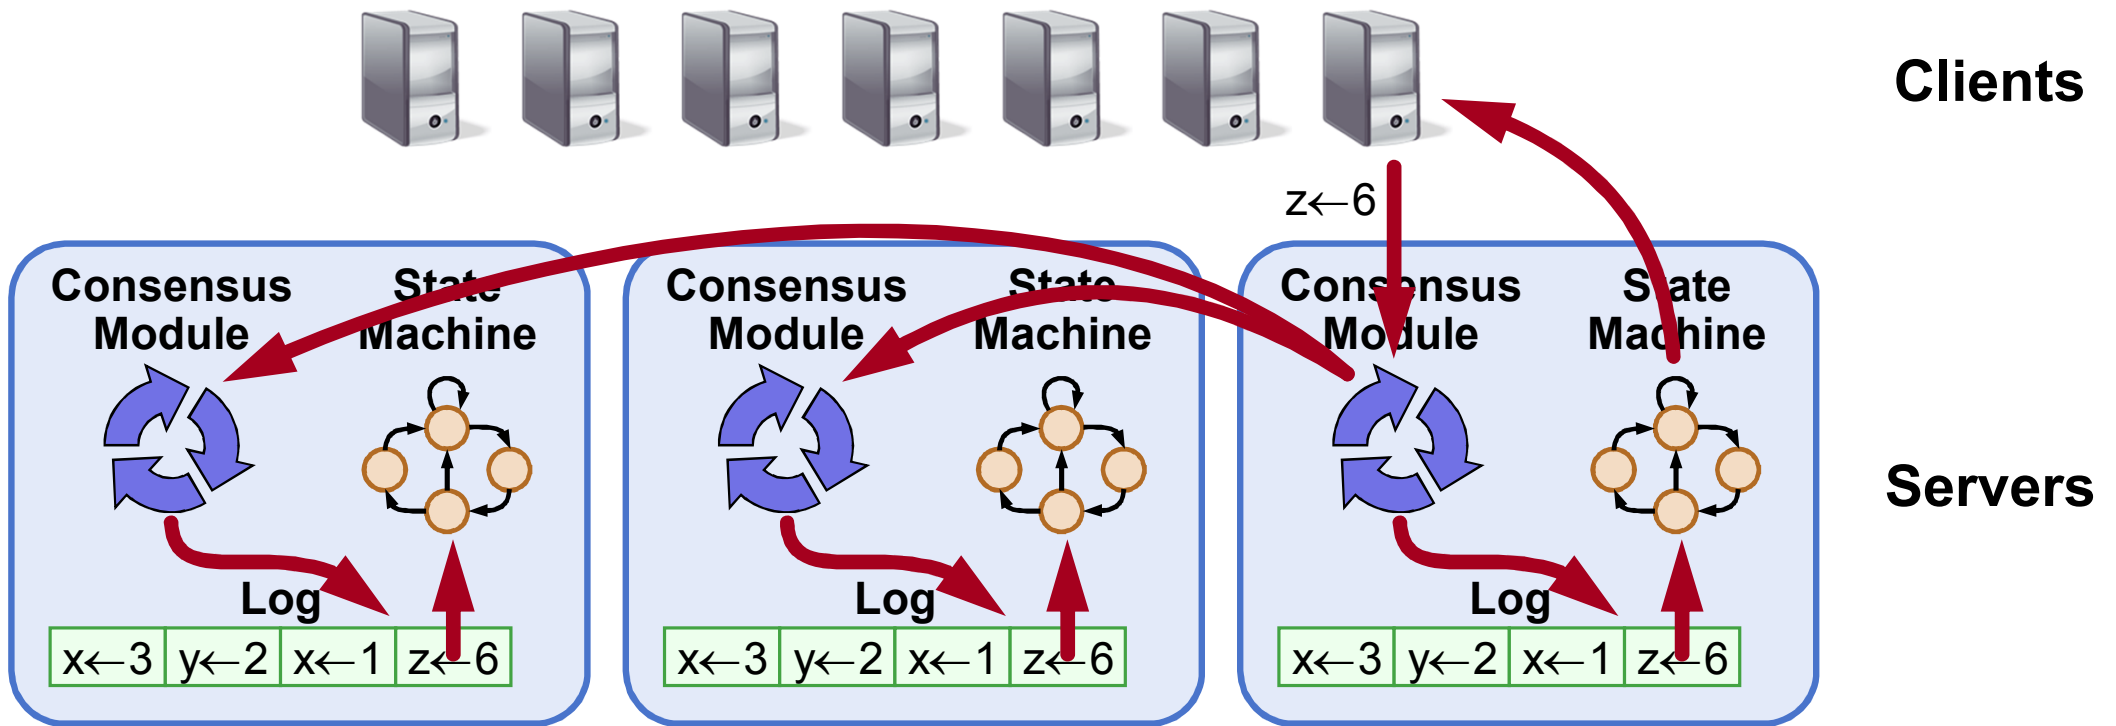 Clients
z←6
Consensus
Module
State
Machine
Log
x←3 y←2 x←1 z←6
Consensus
Module
State
Machine
Log
x←3 y←2 x←1 z←6
Consensus
Module
State
Machine
Log
x←3 y←2 x←1 z←6
Servers